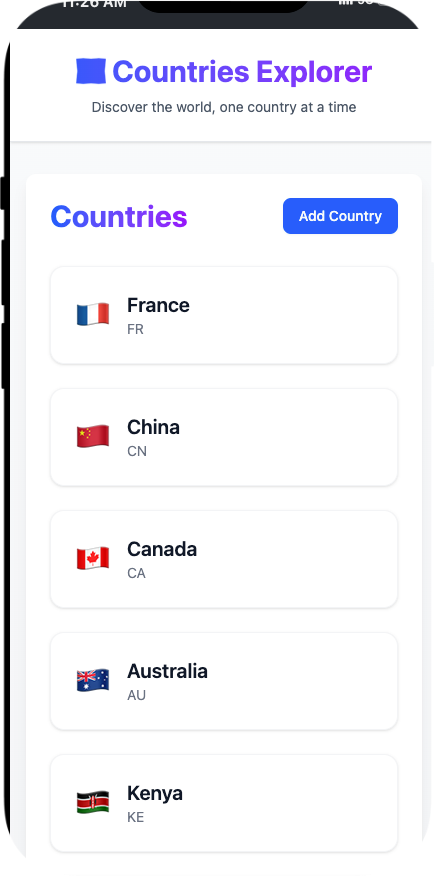 11:26 AM
Countries Explorer
Discover the world, one country at a time
Countries
Add Country
France
FR
China
CN
Canada
CA
Australia
AU
Kenya
KE